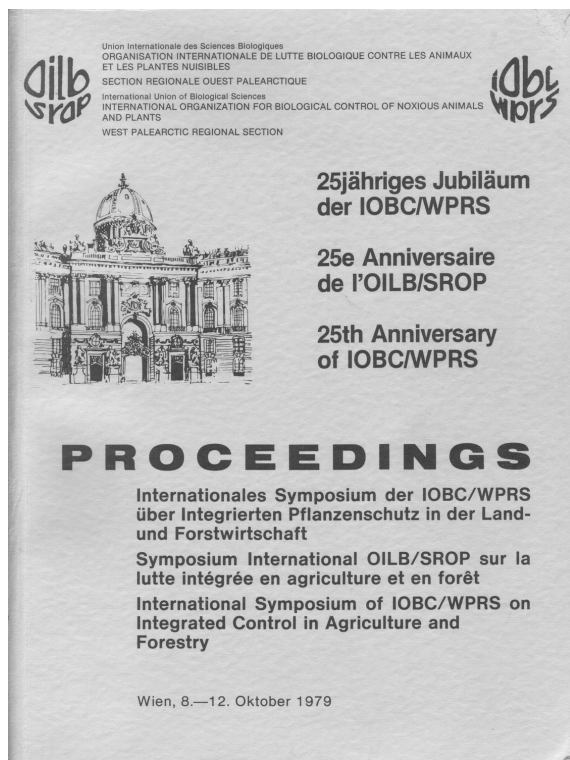 oilb
srop
Union Internationale des Sciences Biologiques
ORGANISATION INTERNATIONALE DE LUTTE BIOLOGIQUE CONTRE LES ANIMAUX
ET LES PLANTES NUISIBLES
SECTION REGIONALE OUEST PALEARCTIQUE
International Union of Biological Sciences
INTERNATIONAL ORGANIZATION FOR BIOLOGICAL CONTROL OF NOXIOUS ANIMALS
AND PLANTS
WEST PALEARCTIC REGIONAL SECTION
iobc
wprs
25jähriges Jubiläum
der IOBC/WPRS
25e Anniversaire
de l'OILB/SROP
25th Anniversary
of IOBC/WPRS
PROCEEDINGS
Internationales Symposium der IOBC/WPRS
über Integrierten Pflanzenschutz in der Land-
und Forstwirtschaft
Symposium International OILB/SROP sur la
lutte intégrée en agriculture et en forêt
International Symposium of IOBC/WPRS on
Integrated Control in Agriculture and
Forestry
Wien, 8.—12. Oktober 1979